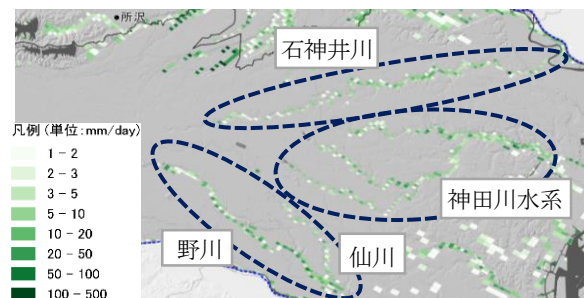 所沢
石神井川
凡例(単位:mm/day)
1 - 2
2 - 3
3 - 5
5 - 10
10 - 20
20 - 50
50 - 100
100 - 500
神田川水系
野川
仙川